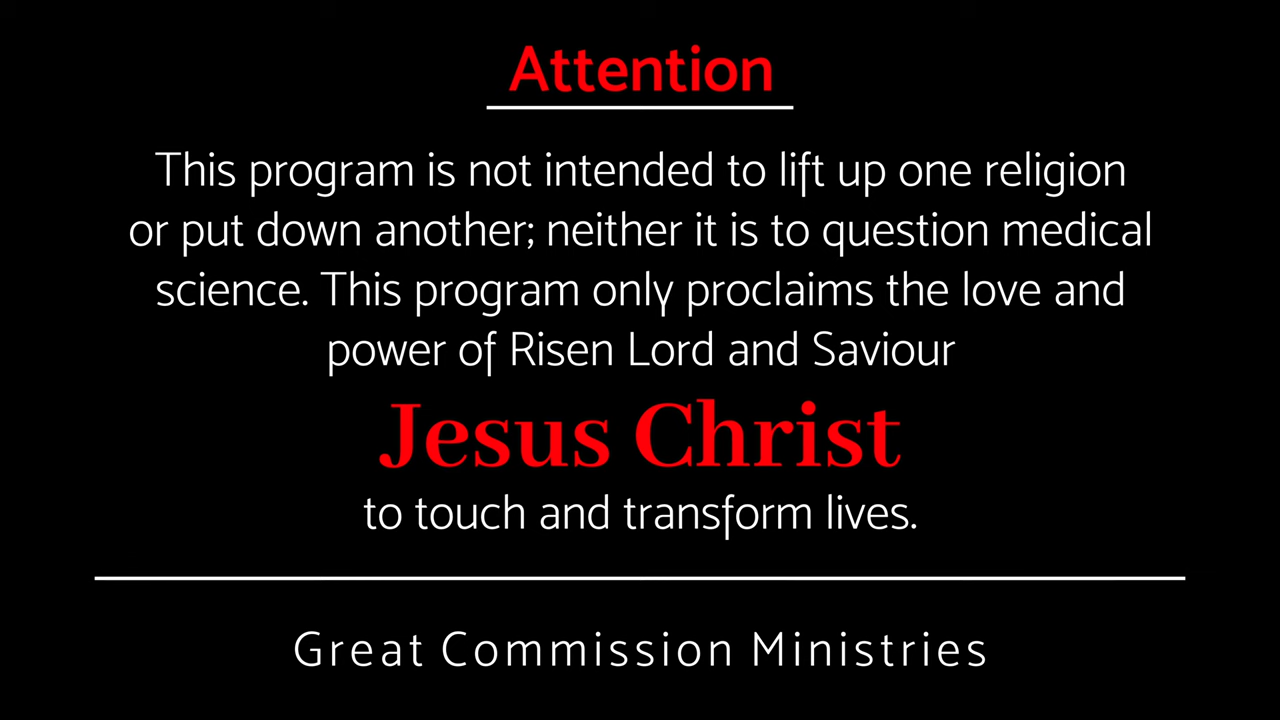 Attention
This program is not intended to lift up one religion
or put down another; neither it is to question medical
science. This program only proclaims the love and
power of Risen Lord and Saviour
Jesus Christ
to touch and transform lives.
Great Commission Ministries